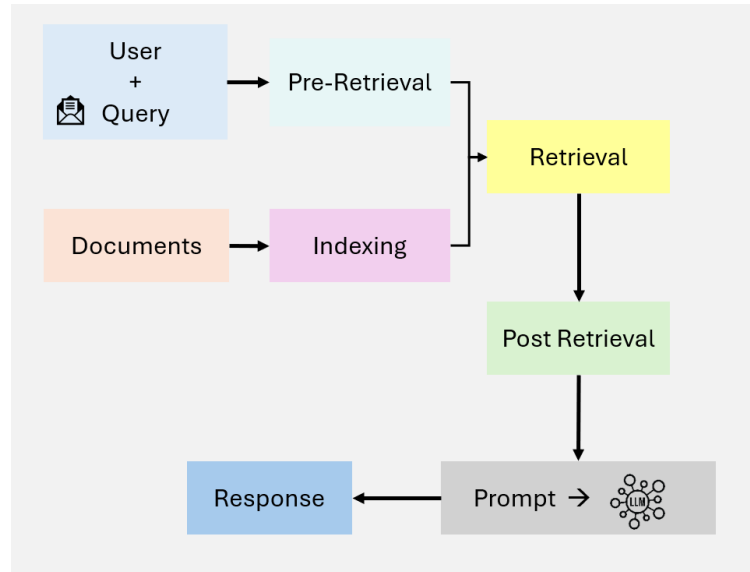 User
+
Query
Pre-Retrieval
Retrieval
Documents
Indexing
Post Retrieval
Response
Prompt →
LLM